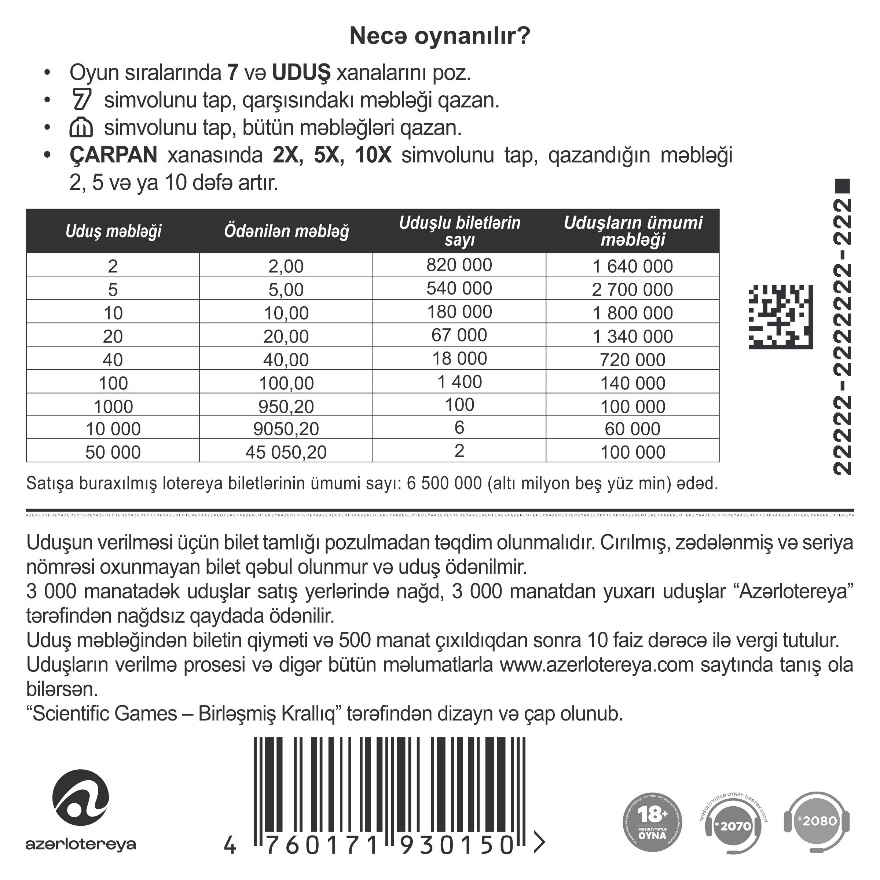 Necə oynanılır?
• Oyun sıralarında 7 və UDUŞ xanalarını poz.
• 7 simvolunu tap, qarşısındakı məbləği qazan.
• ₼ simvolunu tap, bütün məbləğləri qazan.
• ÇARPAN xanasında 2X, 5X, 10X simvolunu tap, qazandığın məbləği
2, 5 və ya 10 dəfə artır.
Uduş məbləği Ödənilən məbləğ Uduşlu biletlərin sayı Uduşların ümumi məbləği
2 2,00 820 000 1 640 000
5 5,00 540 000 2 700 000
10 10,00 180 000 1 800 000
20 20,00 67 000 1 340 000
40 40,00 18 000 720 000
100 100,00 1 400 140 000
1000 950,20 100 100 000
10 000 9050,20 6 60 000
50 000 45 050,20 2 100 000
22222-2222222-222
Satışa buraxılmış lotereya biletlərinin ümumi sayı: 6 500 000 (altı milyon beş yüz min) ədəd.
Uduşun verilməsi üçün bilet tamlığı pozulmadan təqdim olunmalıdır. Cırılmış, zədələnmiş və seriya
nömrəsi oxunmayan bilet qəbul olunmur və uduş ödənilmir.
3 000 manatadək uduşlar satış yerlərində nağd, 3 000 manatdan yuxarı uduşlar “Azərlotereya”
tərəfindən nağdsız qaydada ödənilir.
Uduş məbləğindən biletin qiyməti və 500 manat çıxıldıqdan sonra 10 faiz dərəcə ilə vergi tutulur.
Uduşların verilmə prosesi və digər bütün məlumatlarla www.azerlotereya.com saytında tanış ola
bilərsən.
“Scientific Games – Birləşmiş Krallıq” tərəfindən dizayn və çap olunub.
azərlotereya
4 760171 930150 >
18+
MƏSULİYYƏTLƏ
OYNA
*2070
*2080